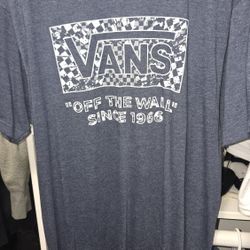 VANS
"OFF THE WALL"
SINCE 1966